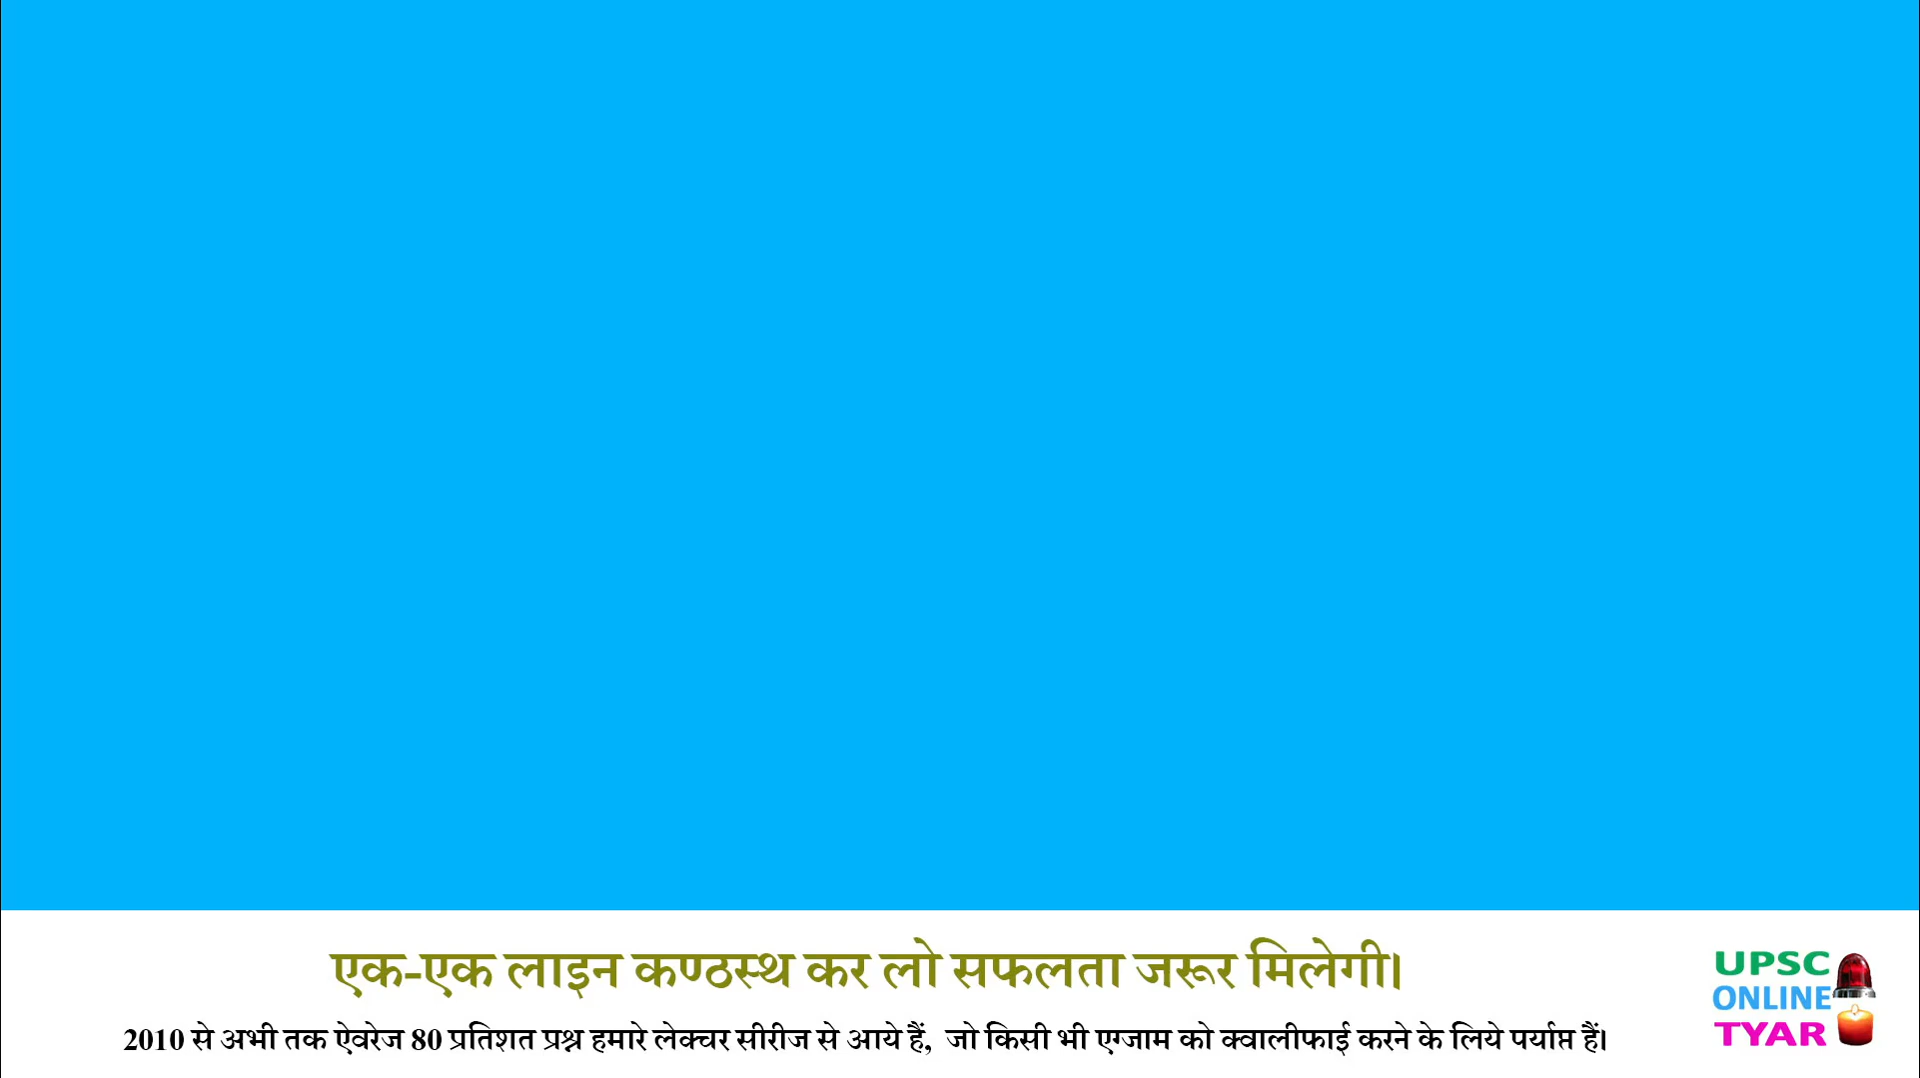 एक-एक लाइन कण्ठस्थ कर लो सफलता जरूर मिलेगी।
2010 से अभी तक ऐवरेज 80 प्रतिशत प्रश्न हमारे लेक्चर सीरीज से आये हैं, जो किसी भी एग्जाम को क्वालीफाई करने के लिये पर्याप्त हैं।
UPSC
ONLINE
TYAR